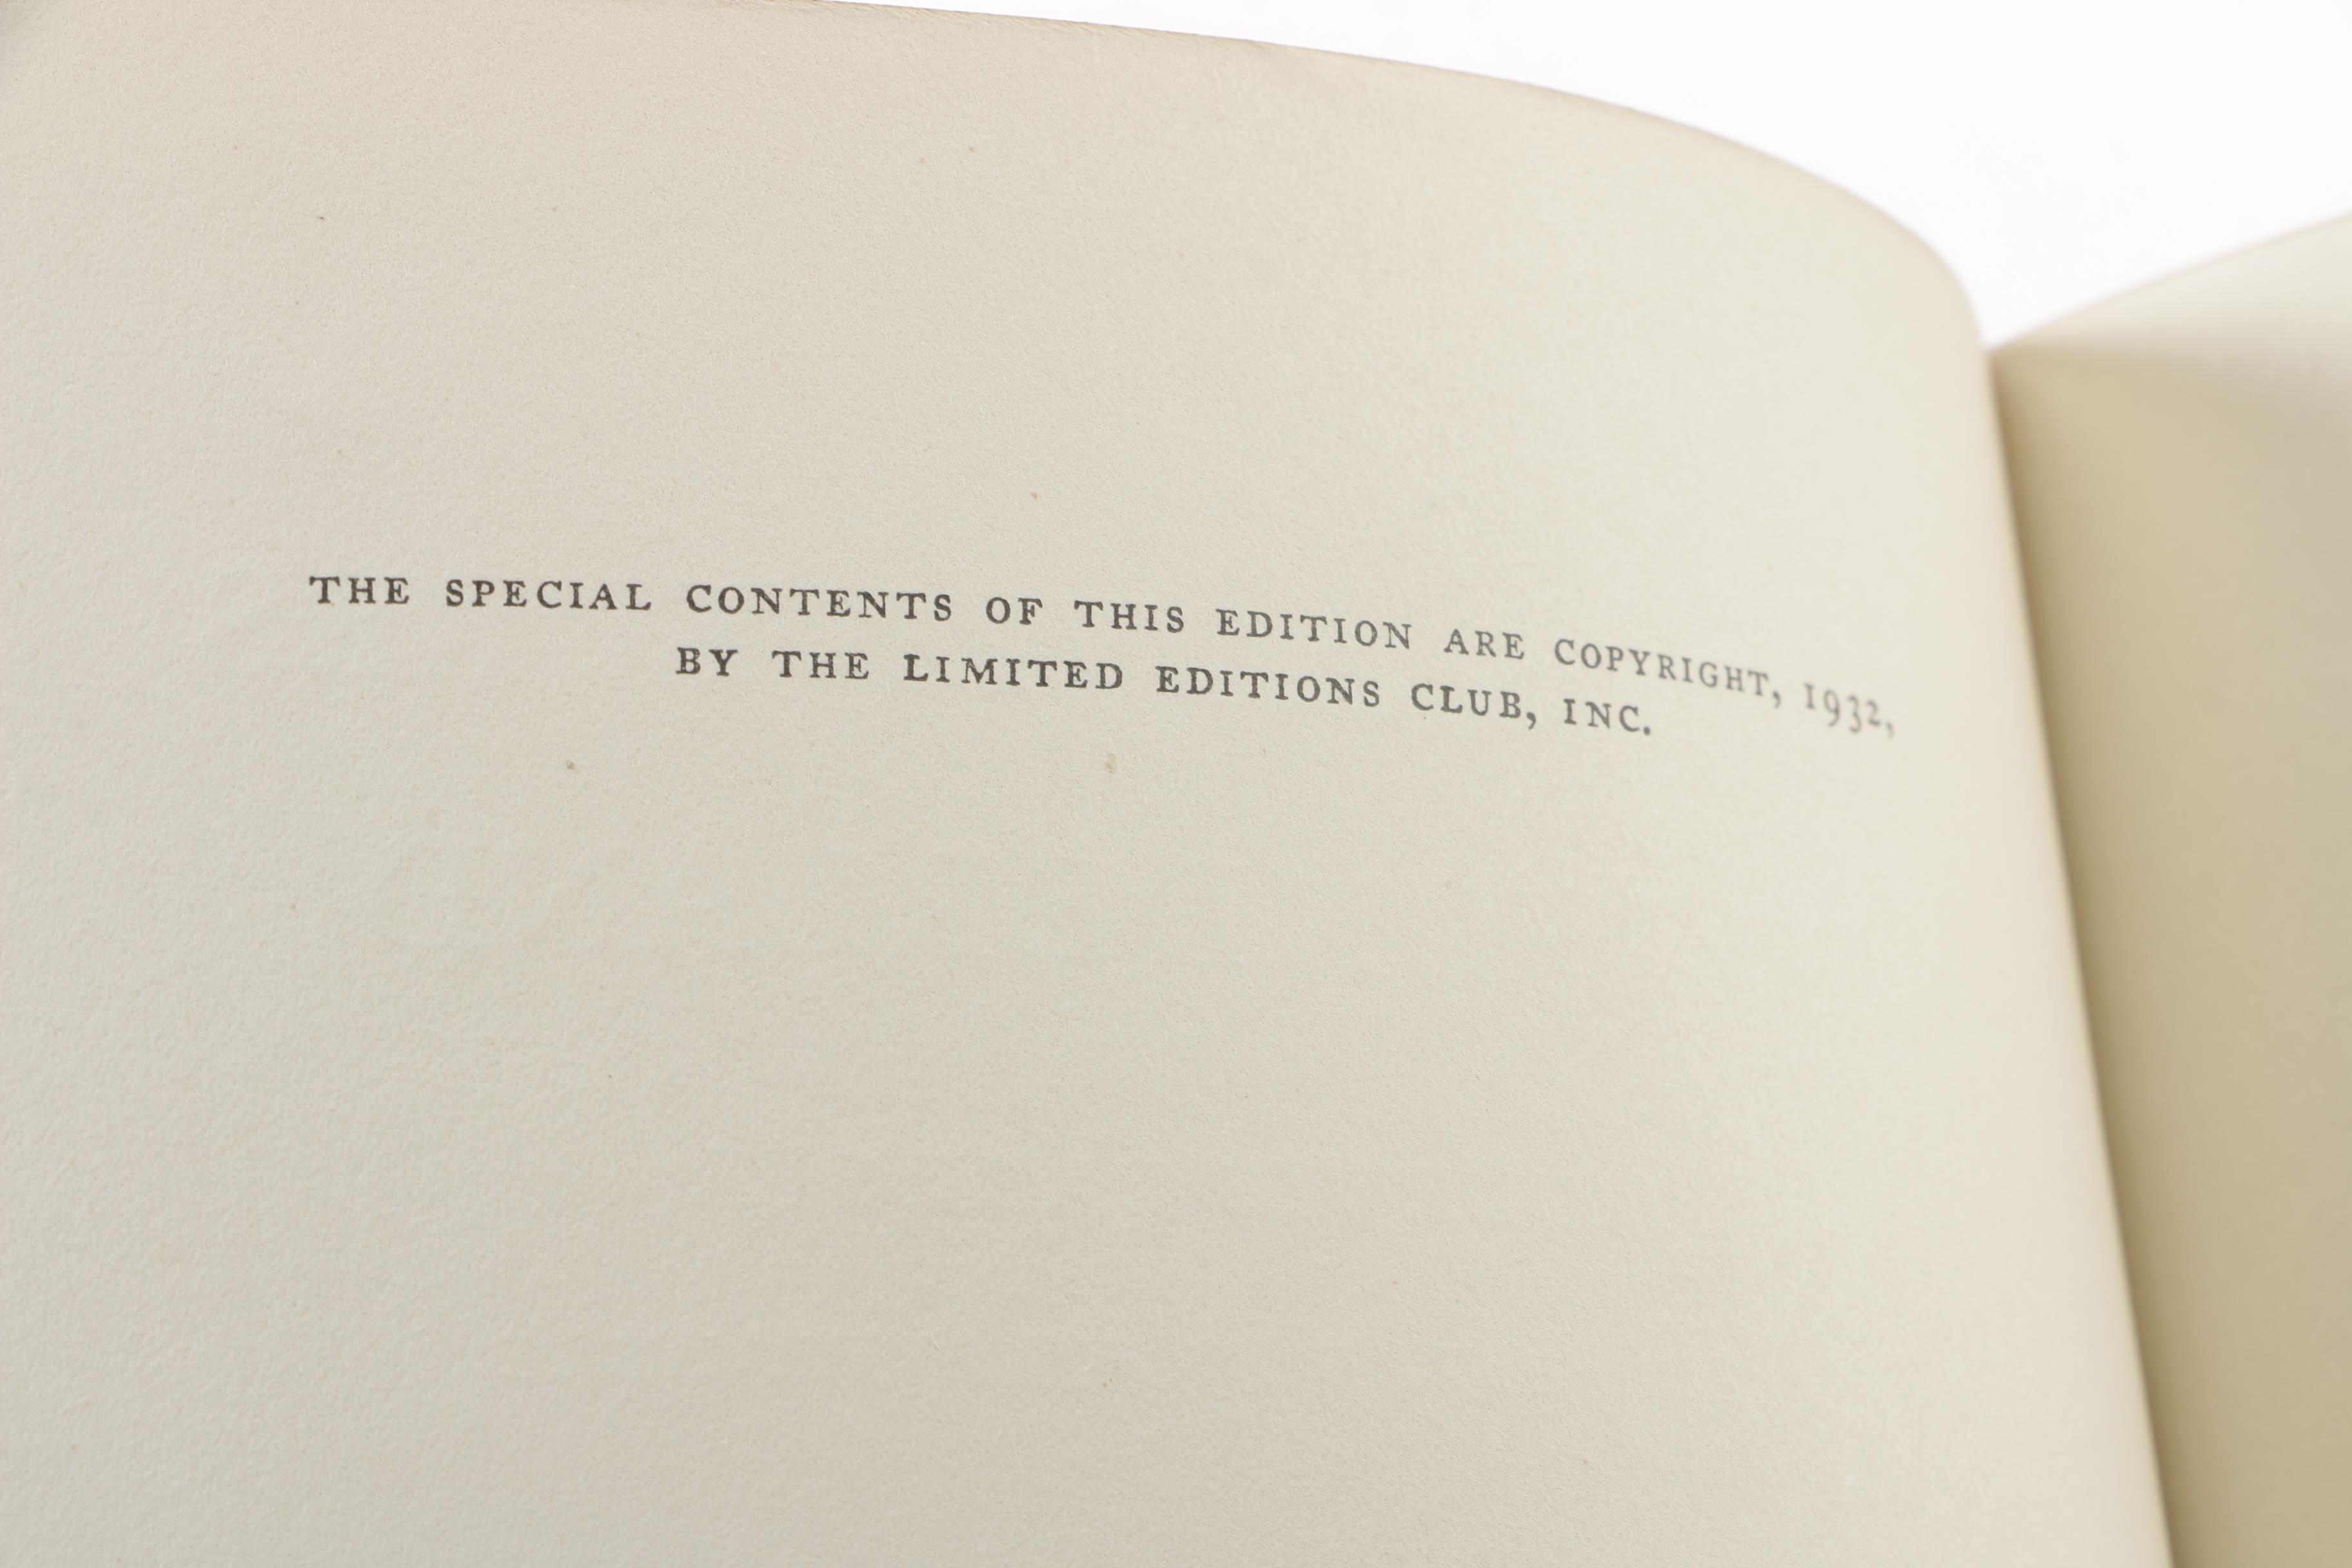 THE SPECIAL CONTENTS OF THIS EDITION ARE COPYRIGHT, 1932,
BY THE LIMITED EDITIONS CLUB, INC.